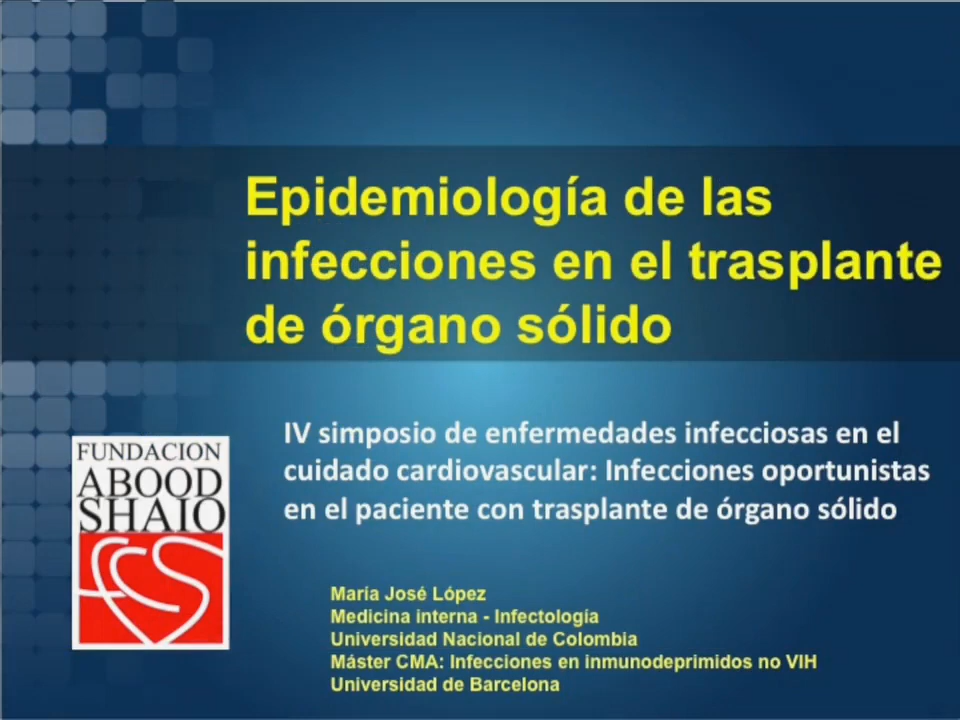 Epidemiología de las
infecciones en el trasplante
de órgano sólido
IV simposio de enfermedades infecciosas en el
cuidado cardiovascular: Infecciones oportunistas
en el paciente con trasplante de órgano sólido
FUNDACION
ABOOD
SHAIO
María José López
Medicina interna - Infectología
Universidad Nacional de Colombia
Máster CMA: Infecciones en inmunodeprimidos no VIH
Universidad de Barcelona